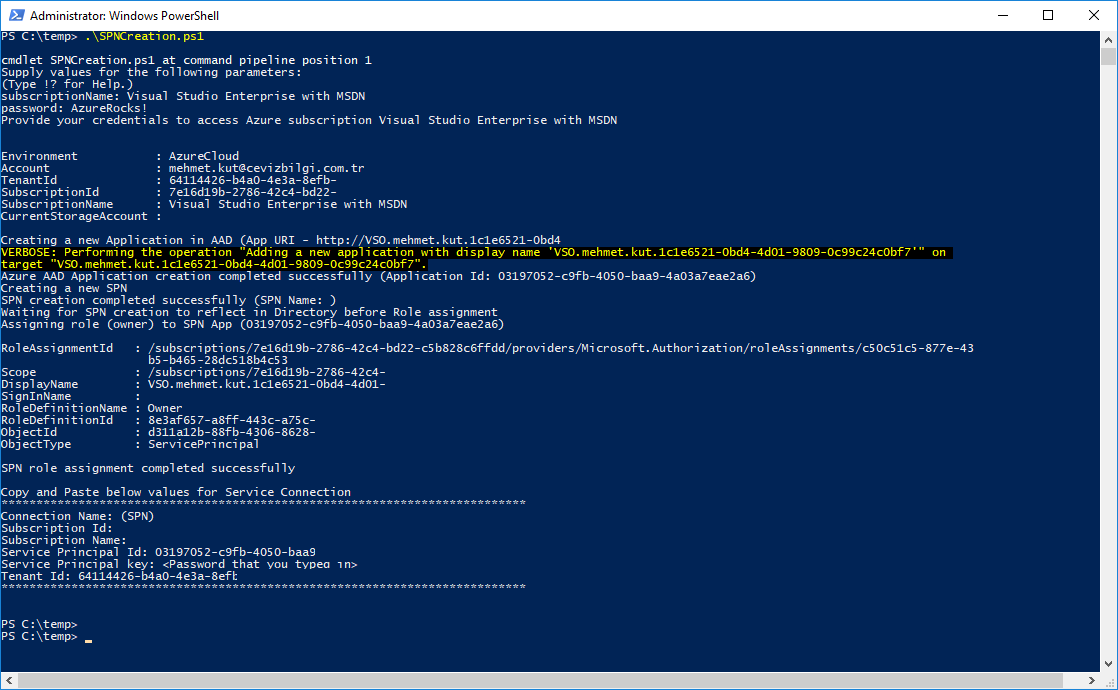 Administrator: Windows PowerShell
PS C:\temp> .\SPNCreation.ps1
cmdlet SPNCreation.ps1 at command pipeline position 1
Supply values for the following parameters:
(Type !? for Help.)
subscriptionName: Visual Studio Enterprise with MSDN
password: AzureRocks!
Provide your credentials to access Azure subscription Visual Studio Enterprise with MSDN
Environment : AzureCloud
Account : mehmet.kut@cevizbilgi.com.tr
TenantId : 64114426-b4a0-4e3a-8efb-
SubscriptionId : 7e16d19b-2786-42c4-bd22-
SubscriptionName : Visual Studio Enterprise with MSDN
CurrentStorageAccount :
Creating a new Application in AAD (App URI - http://VSO.mehmet.kut.1c1e6521-0bd4
VERBOSE: Performing the operation "Adding a new application with display name 'VSO.mehmet.kut.1c1e6521-0bd4-4d01-9809-0c99c24c0bf7'" on
target "VSO.mehmet.kut.1c1e6521-0bd4-4d01-9809-0c99c24c0bf7".
Azure AAD Application creation completed successfully (Application Id: 03197052-c9fb-4050-baa9-4a03a7eae2a6)
Creating a new SPN
SPN creation completed successfully (SPN Name: )
Waiting for SPN creation to reflect in Directory before Role assignment
Assigning role (owner) to SPN App (03197052-c9fb-4050-baa9-4a03a7eae2a6)
RoleAssignmentId : /subscriptions/7e16d19b-2786-42c4-bd22-c5b828c6ffdd/providers/Microsoft.Authorization/roleAssignments/c50c51c5-877e-43
b5-b465-28dc518b4c53
Scope : /subscriptions/7e16d19b-2786-42c4-
DisplayName : VSO.mehmet.kut.1c1e6521-0bd4-4d01-
SignInName :
RoleDefinitionName : Owner
RoleDefinitionId : 8e3af657-a8ff-443c-a75c-
ObjectId : d311a12b-88fb-4306-8628-
ObjectType : ServicePrincipal
SPN role assignment completed successfully
Copy and Paste below values for Service Connection
***************************************************************************
Connection Name: (SPN)
Subscription Id:
Subscription Name:
Service Principal Id: 03197052-c9fb-4050-baa9
Service Principal key: <Password that you typed in>
Tenant Id: 64114426-b4a0-4e3a-8efb
***************************************************************************
PS C:\temp>
PS C:\temp> _